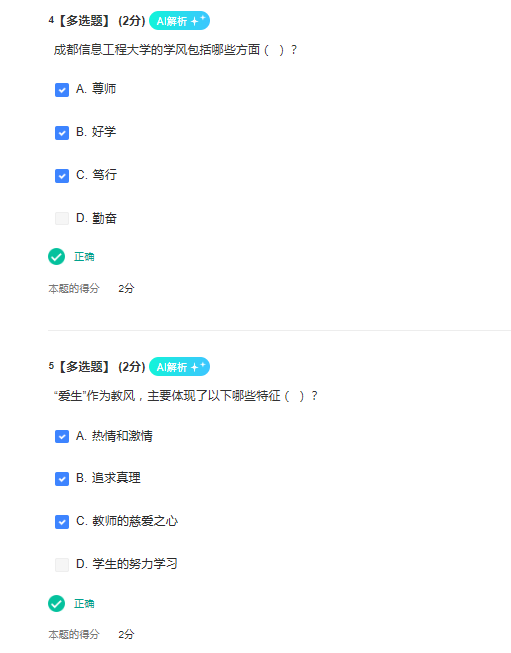 4【多选题】 (2分) AI解析
成都信息工程大学的学风包括哪些方面（ ）？
A. 尊师
B. 好学
C. 笃行
D. 勤奋
正确
本题的得分 2分
5【多选题】 (2分) AI解析
“爱生”作为教风，主要体现了以下哪些特征（ ）？
A. 热情和激情
B. 追求真理
C. 教师的慈爱之心
D. 学生的努力学习
正确
本题的得分 2分